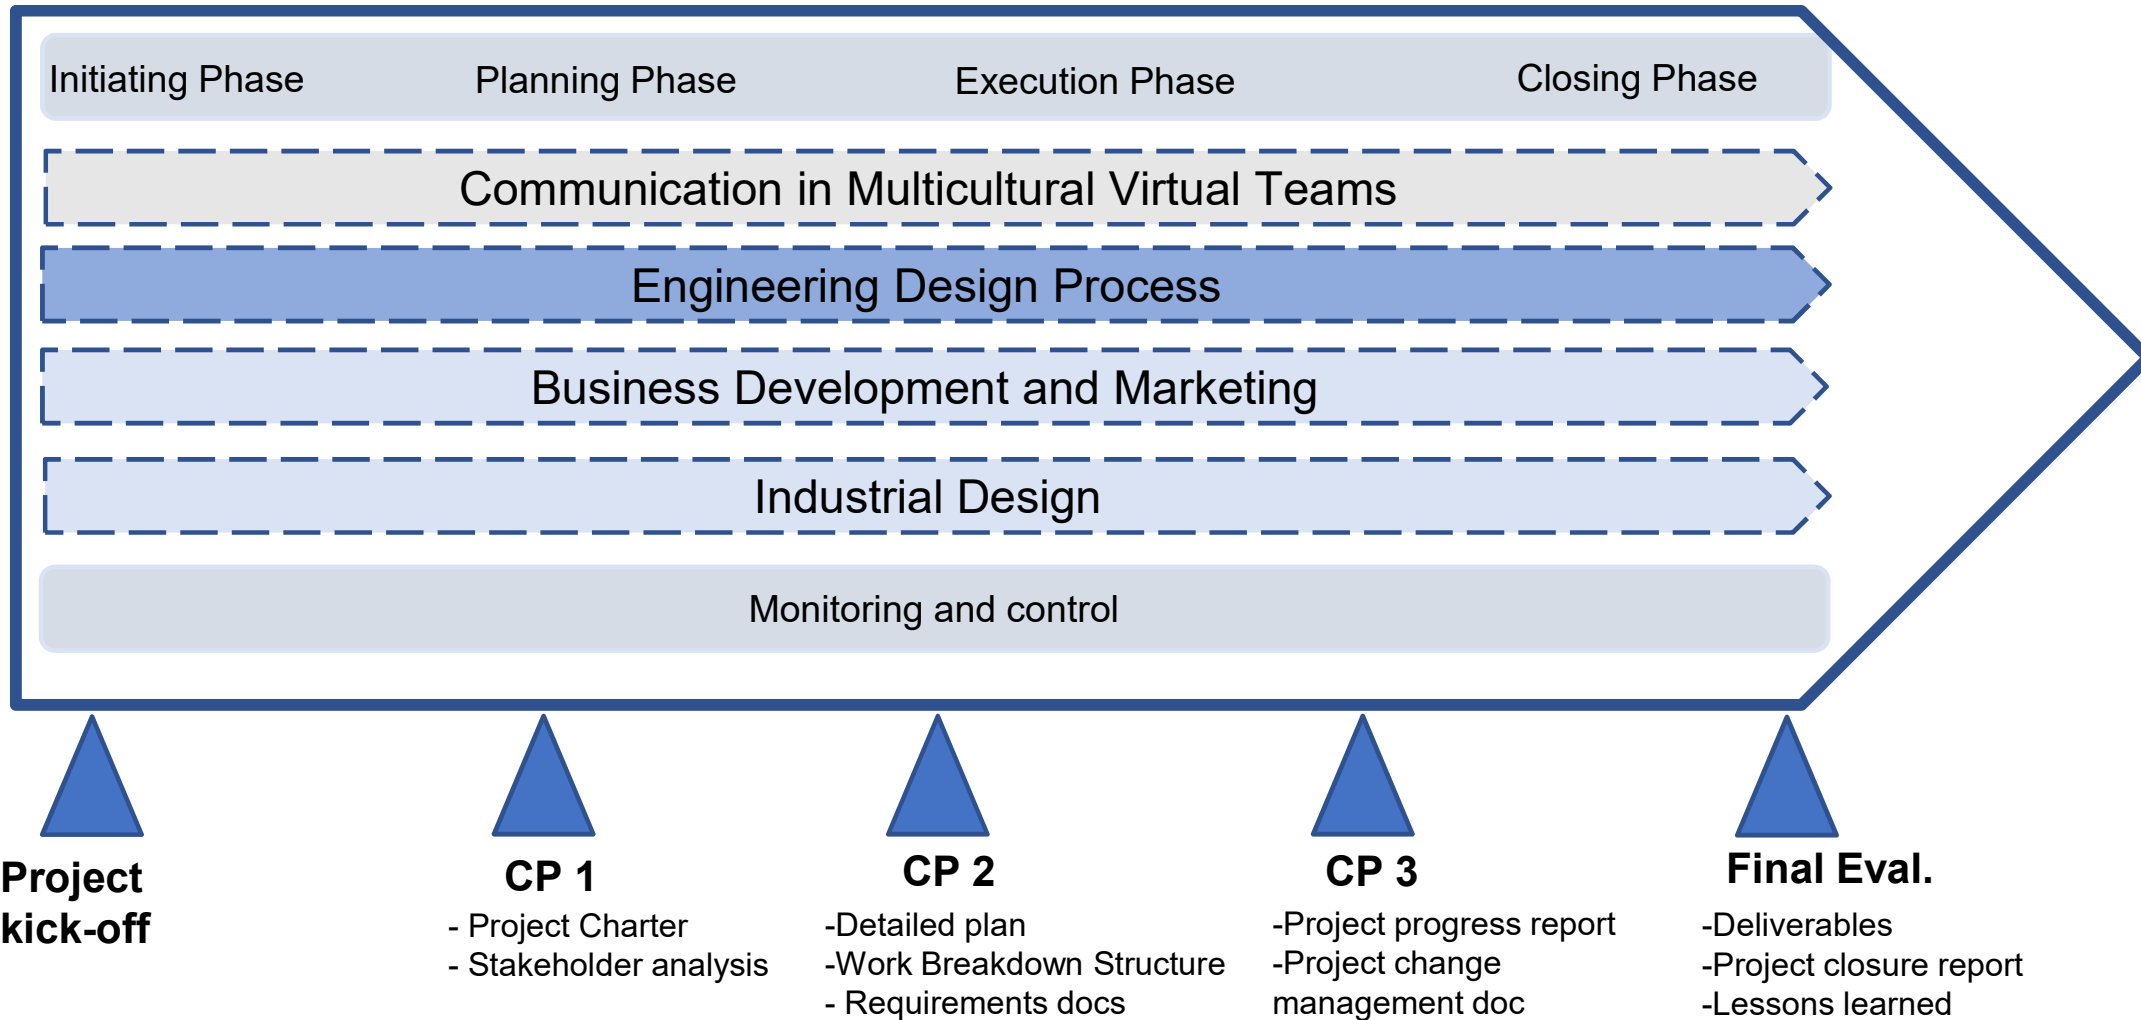 Initiating Phase
Planning Phase
Execution Phase
Closing Phase
Communication in Multicultural Virtual Teams
Engineering Design Process
Business Development and Marketing
Industrial Design
Monitoring and control
Project
kick-off
CP 1
- Project Charter
- Stakeholder analysis
CP 2
-Detailed plan
-Work Breakdown Structure
- Requirements docs
CP 3
-Project progress report
-Project change
management doc
Final Eval.
-Deliverables
-Project closure report
-Lessons learned